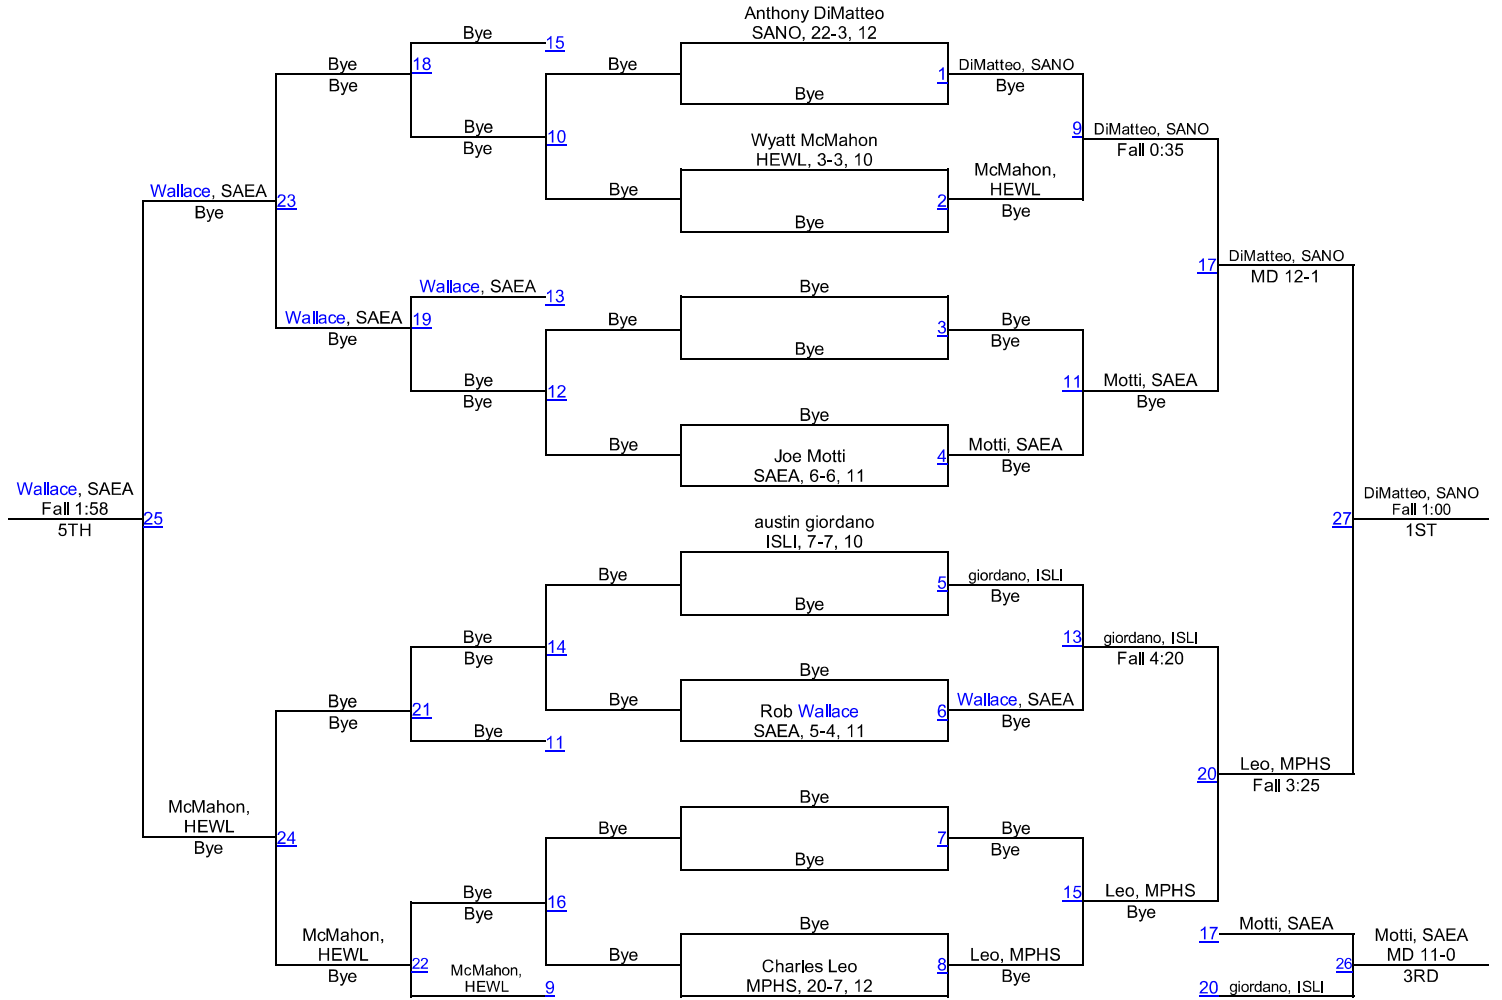 Anthony DiMatteo
SANO, 22-3, 12
Bye
15
Bye
18
Bye
Bye
1
DiMatteo, SANO
Bye
Bye
Bye
Bye
10
Bye
Wyatt McMahon
HEWL, 3-3, 10
9
DiMatteo, SANO
Fall 0:35
McMahon,
HEWL
Wallace, SAEA
Bye
23
Bye
2
Bye
Bye
17
DiMatteo, SANO
MD 12-1
Wallace, SAEA
13
Bye
Wallace, SAEA
Bye
19
Bye
3
Bye
Bye
Bye
Bye
Bye
12
11
Motti, SAEA
Bye
Bye
Bye
Joe Motti
SAEA, 6-6, 11
4
Motti, SAEA
Bye
Wallace, SAEA
Fall 1:58
5TH
25
27
DiMatteo, SANO
Fall 1:00
1ST
austin giordano
ISLI, 7-7, 10
Bye
5
giordano, ISLI
Bye
Bye
Bye
Bye
14
13
giordano, ISLI
Fall 4:20
Bye
Bye
Bye
21
Bye
Rob Wallace
SAEA, 5-4, 11
6
Wallace, SAEA
Bye
Bye
11
20
Leo, MPHS
Fall 3:25
McMahon,
HEWL
Bye
24
Bye
Bye
7
Bye
Bye
Bye
Bye
Bye
16
15
Leo, MPHS
Bye
McMahon,
HEWL
Bye
22
Bye
Bye
Charles Leo
MPHS, 20-7, 12
8
Leo, MPHS
Bye
McMahon,
HEWL
9
17
Motti, SAEA
26
Motti, SAEA
MD 11-0
3RD
20
giordano, ISLI